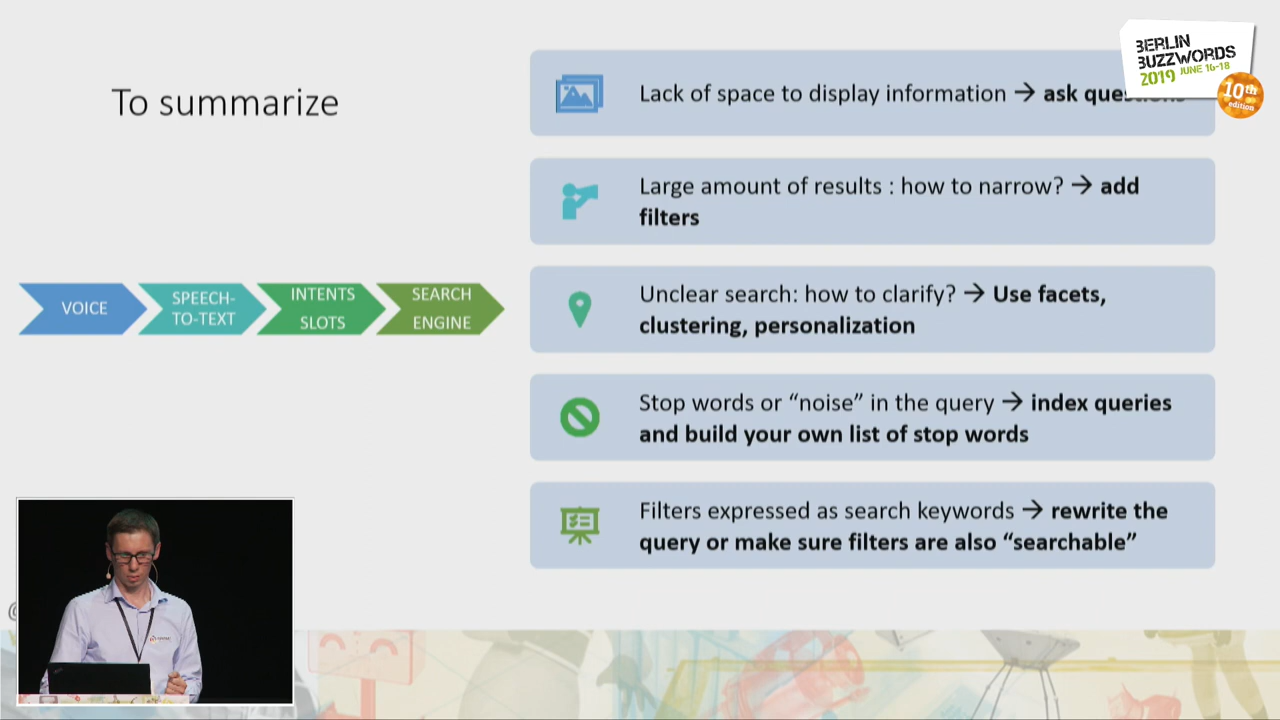 To summarize
VOICE
SPEECH-
TO-TEXT
INTENTS
SLOTS
SEARCH
ENGINE
Lack of space to display information → ask
Large amount of results : how to narrow? → add
filters
Unclear search: how to clarify? → Use facets,
clustering, personalization
Stop words or “noise” in the query → index queries
and build your own list of stop words
Filters expressed as search keywords → rewrite the
query or make sure filters are also “searchable”
BERLIN
BUZZWORDS
2019 JUNE 16-18
10th
edition
@